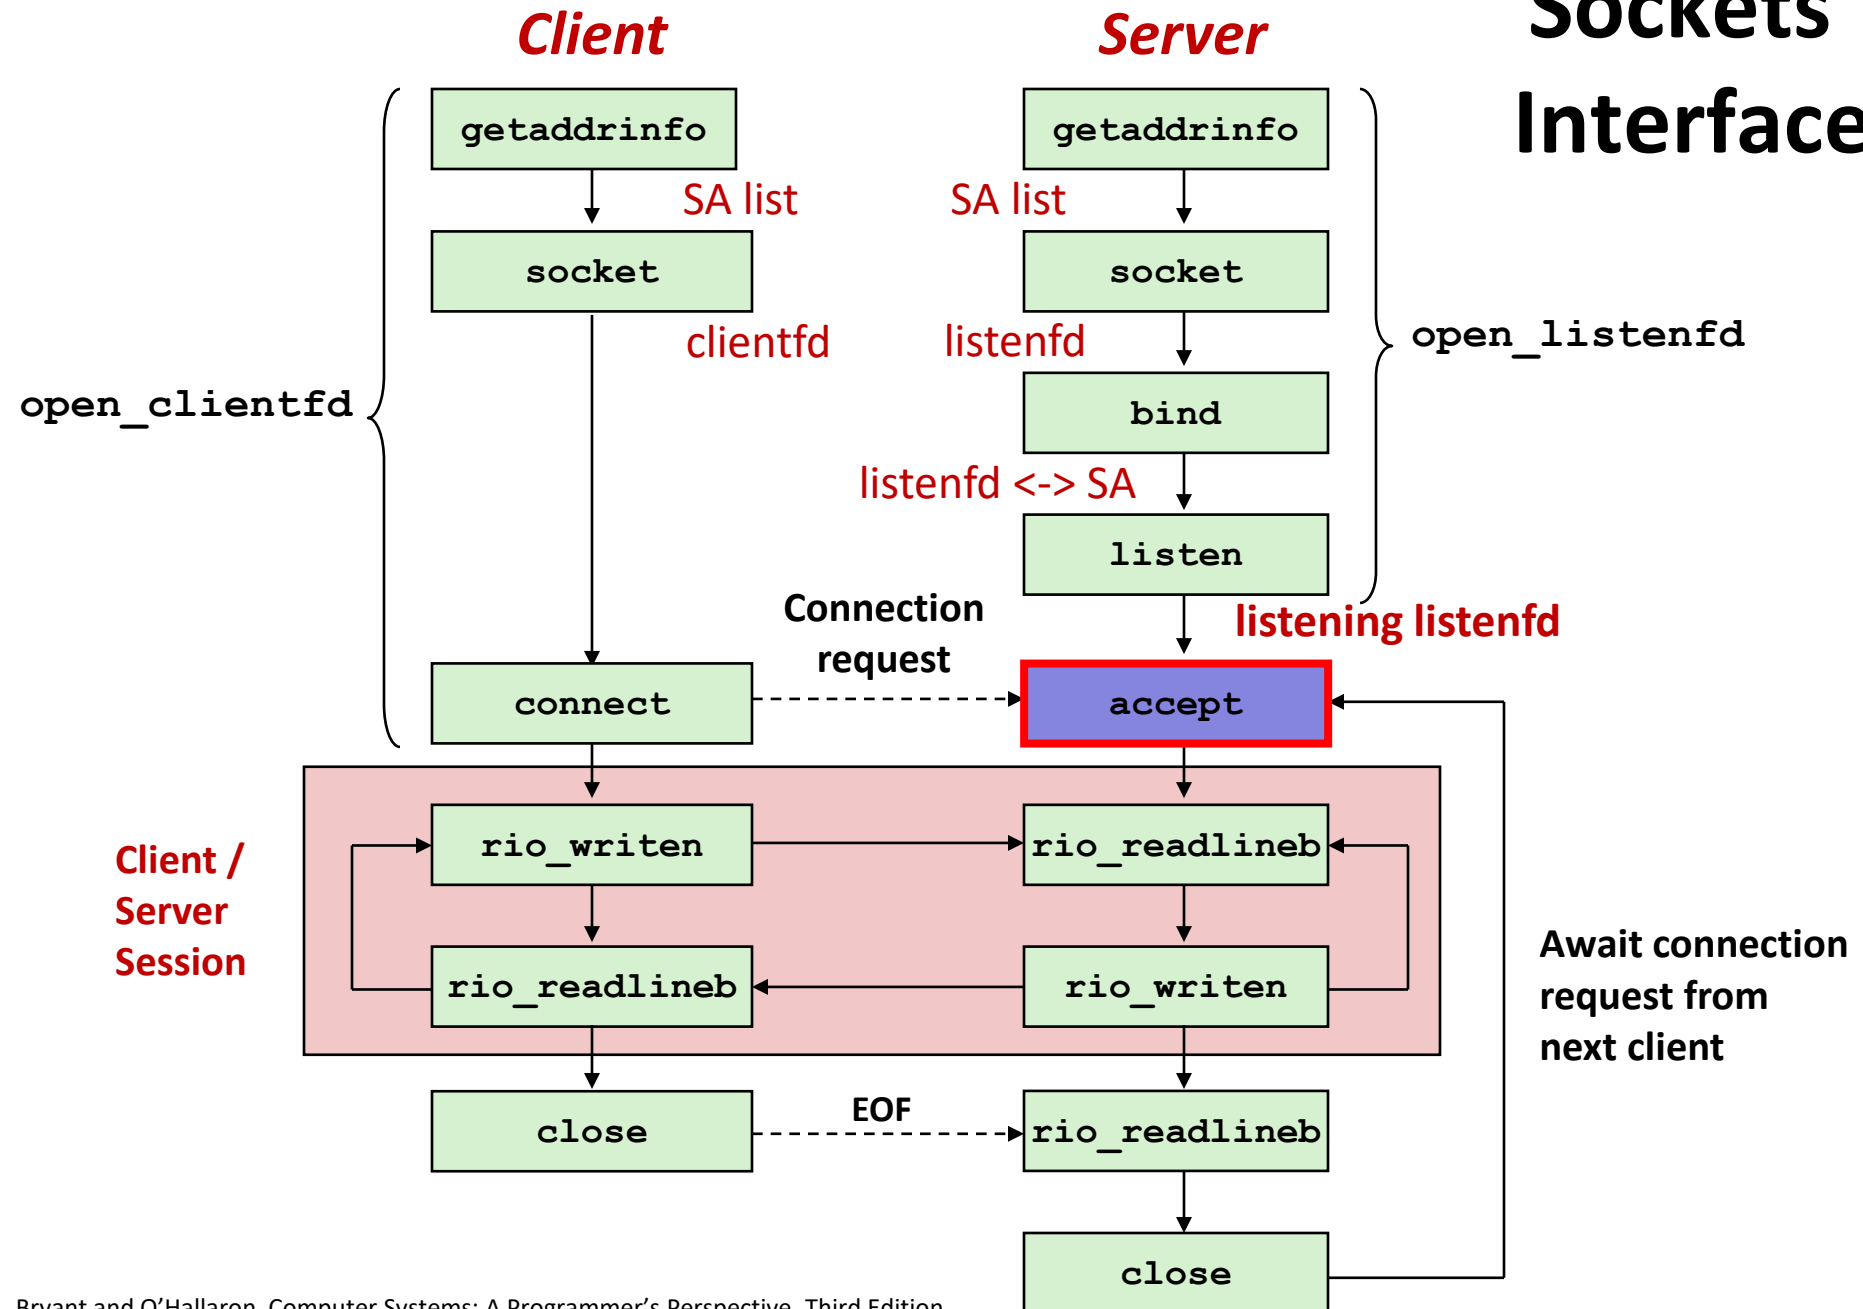 Sockets
Interface
Client
Server
getaddrinfo
getaddrinfo
SA list
SA list
socket
socket
clientfd
listenfd
open_listenfd
open_clientfd
bind
listenfd <-> SA
listen
Connection
request
listening listenfd
connect
accept
Client /
Server
Session
rio_writen
rio_readlineb
rio_readlineb
rio_writen
Await connection
request from
next client
close
EOF
rio_readlineb
close
Bryant and O'Hallaron, Computer Systems: A Programmer's Perspective, Third Edition